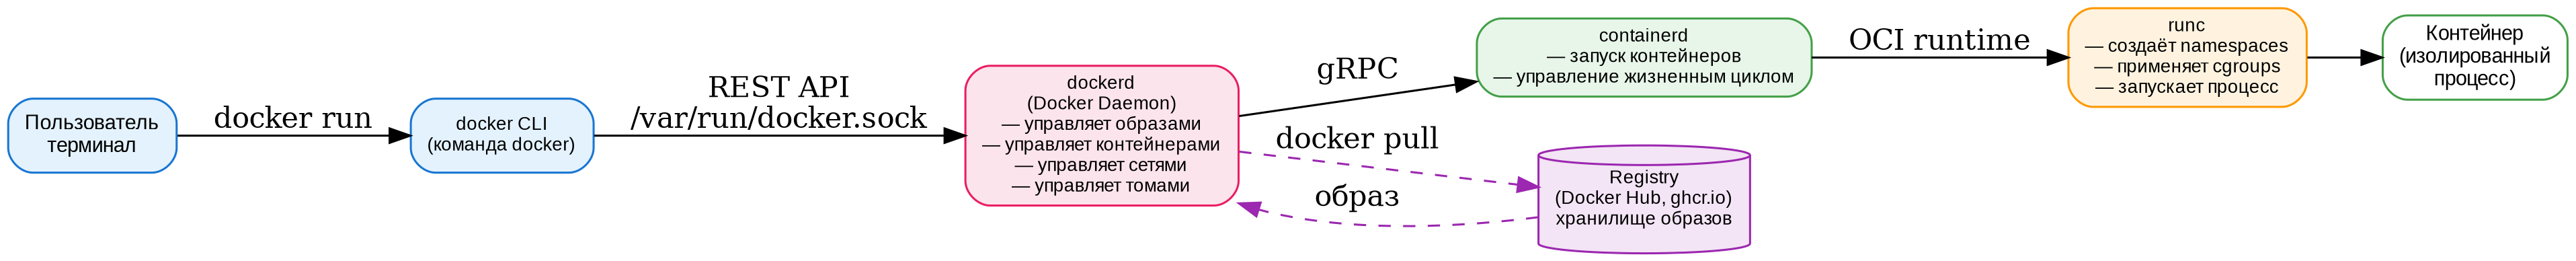 Пользователь
терминал
docker run
docker CLI
(команда docker)
REST API
/var/run/docker.sock
dockerd
(Docker Daemon)
— управляет образами
— управляет контейнерами
— управляет сетями
— управляет томами
gRPC
containerd
— запуск контейнеров
— управление жизненным циклом
docker pull
образ
Registry
(Docker Hub, ghcr.io)
хранилище образов
OCI runtime
runc
— создаёт namespaces
— применяет cgroups
— запускает процесс
Контейнер
(изолированный
процесс)